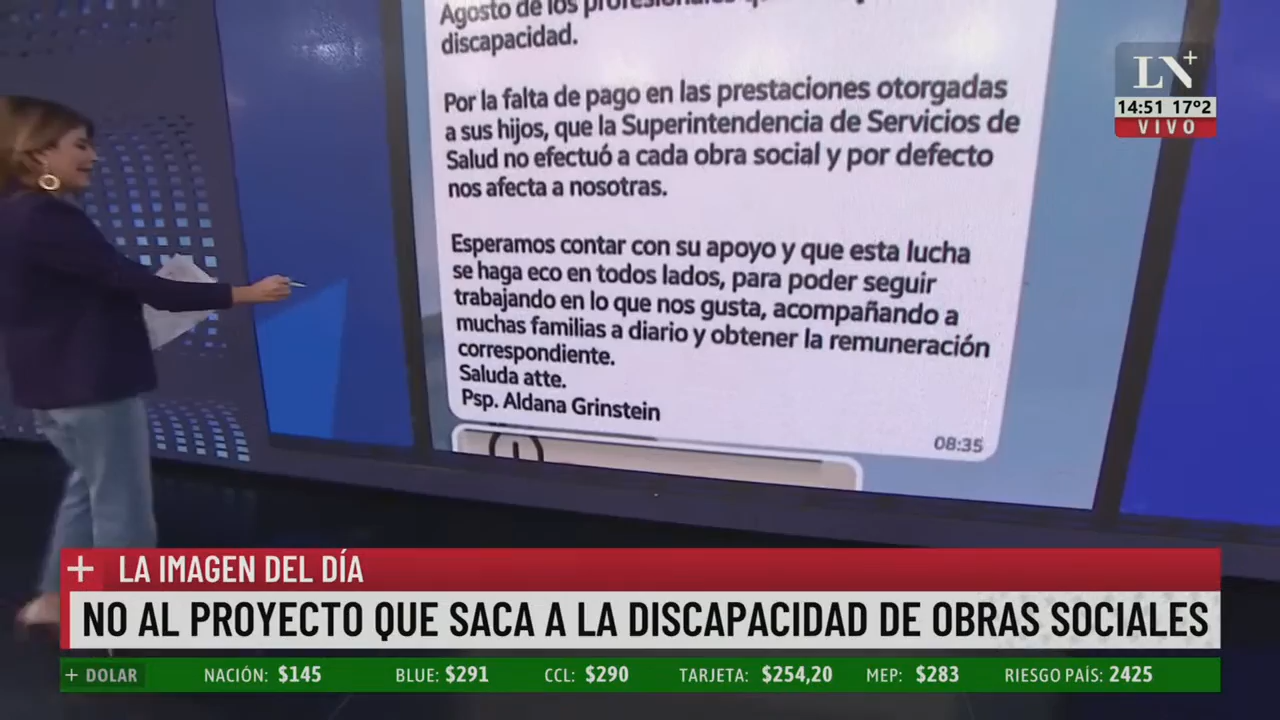 Agosto de los profesionales
discapacidad.
Por la falta de pago en las prestaciones otorgadas
a sus hijos, que la Superintendencia de Servicios de
Salud no efectuó a cada obra social y por defecto
nos afecta a nosotras.
Esperamos contar con su apoyo y que esta lucha
se haga eco en todos lados, para poder seguir
trabajando en lo que nos gusta, acompañando a
muchas familias a diario y obtener la remuneración
correspondiente.
Saluda atte.
Psp. Aldana Grinstein
08:35
LN+
14:51 17º2
VIVO
+ LA IMAGEN DEL DÍA
NO AL PROYECTO QUE SACA A LA DISCAPACIDAD DE OBRAS SOCIALES
+ DOLAR NACIÓN: $145 BLUE: $291 CCL: $290 TARJETA: $254,20 MEP: $283 RIESGO PAÍS: 2425